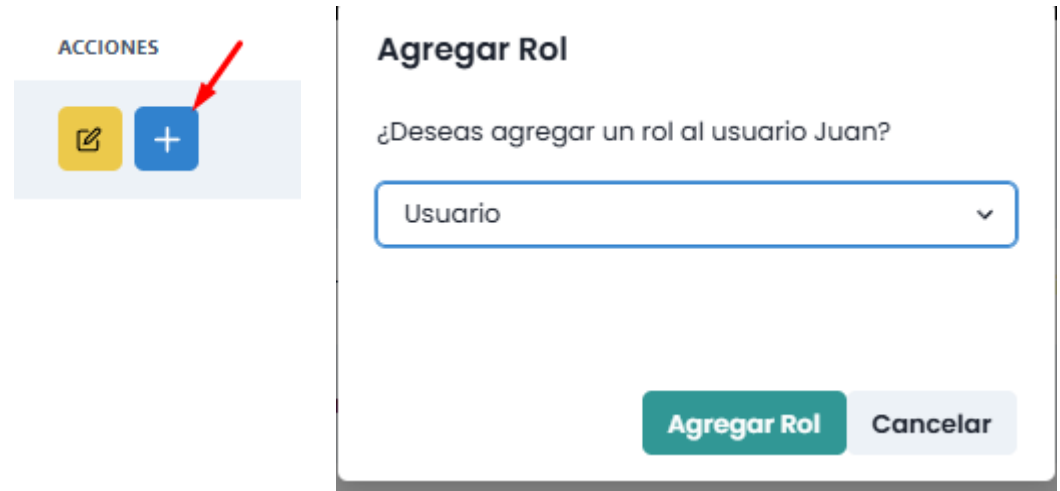 ACCIONES
Agregar Rol
¿Deseas agregar un rol al usuario Juan?
Usuario
Agregar Rol
Cancelar